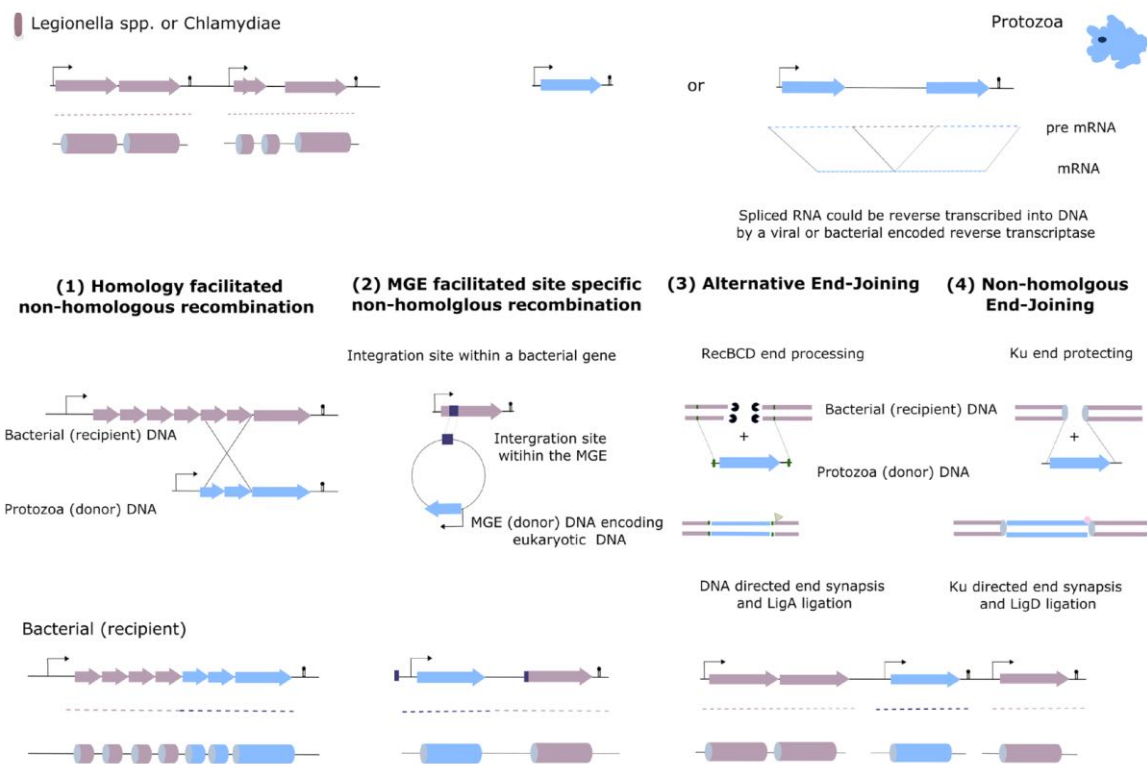 Legionella spp. or Chlamydiae
Protozoa
or
pre mRNA
mRNA
Spliced RNA could be reverse transcribed into DNA
by a viral or bacterial encoded reverse transcriptase
(1) Homology facilitated
non-homologous recombination
(2) MGE facilitated site specific
non-homolglous recombination
(3) Alternative End-Joining
(4) Non-homolgous
End-Joining
Integration site within a bacterial gene
RecBCD end processing
Ku end protecting
Bacterial (recipient) DNA
Intergration site
wihtin the MGE
Bacterial (recipient) DNA
+
+
Protozoa (donor) DNA
Protozoa (donor) DNA
MGE (donor) DNA encoding
eukaryotic DNA
DNA directed end synapsis
and LigA ligation
Ku directed end synapsis
and LigD ligation
Bacterial (recipient)